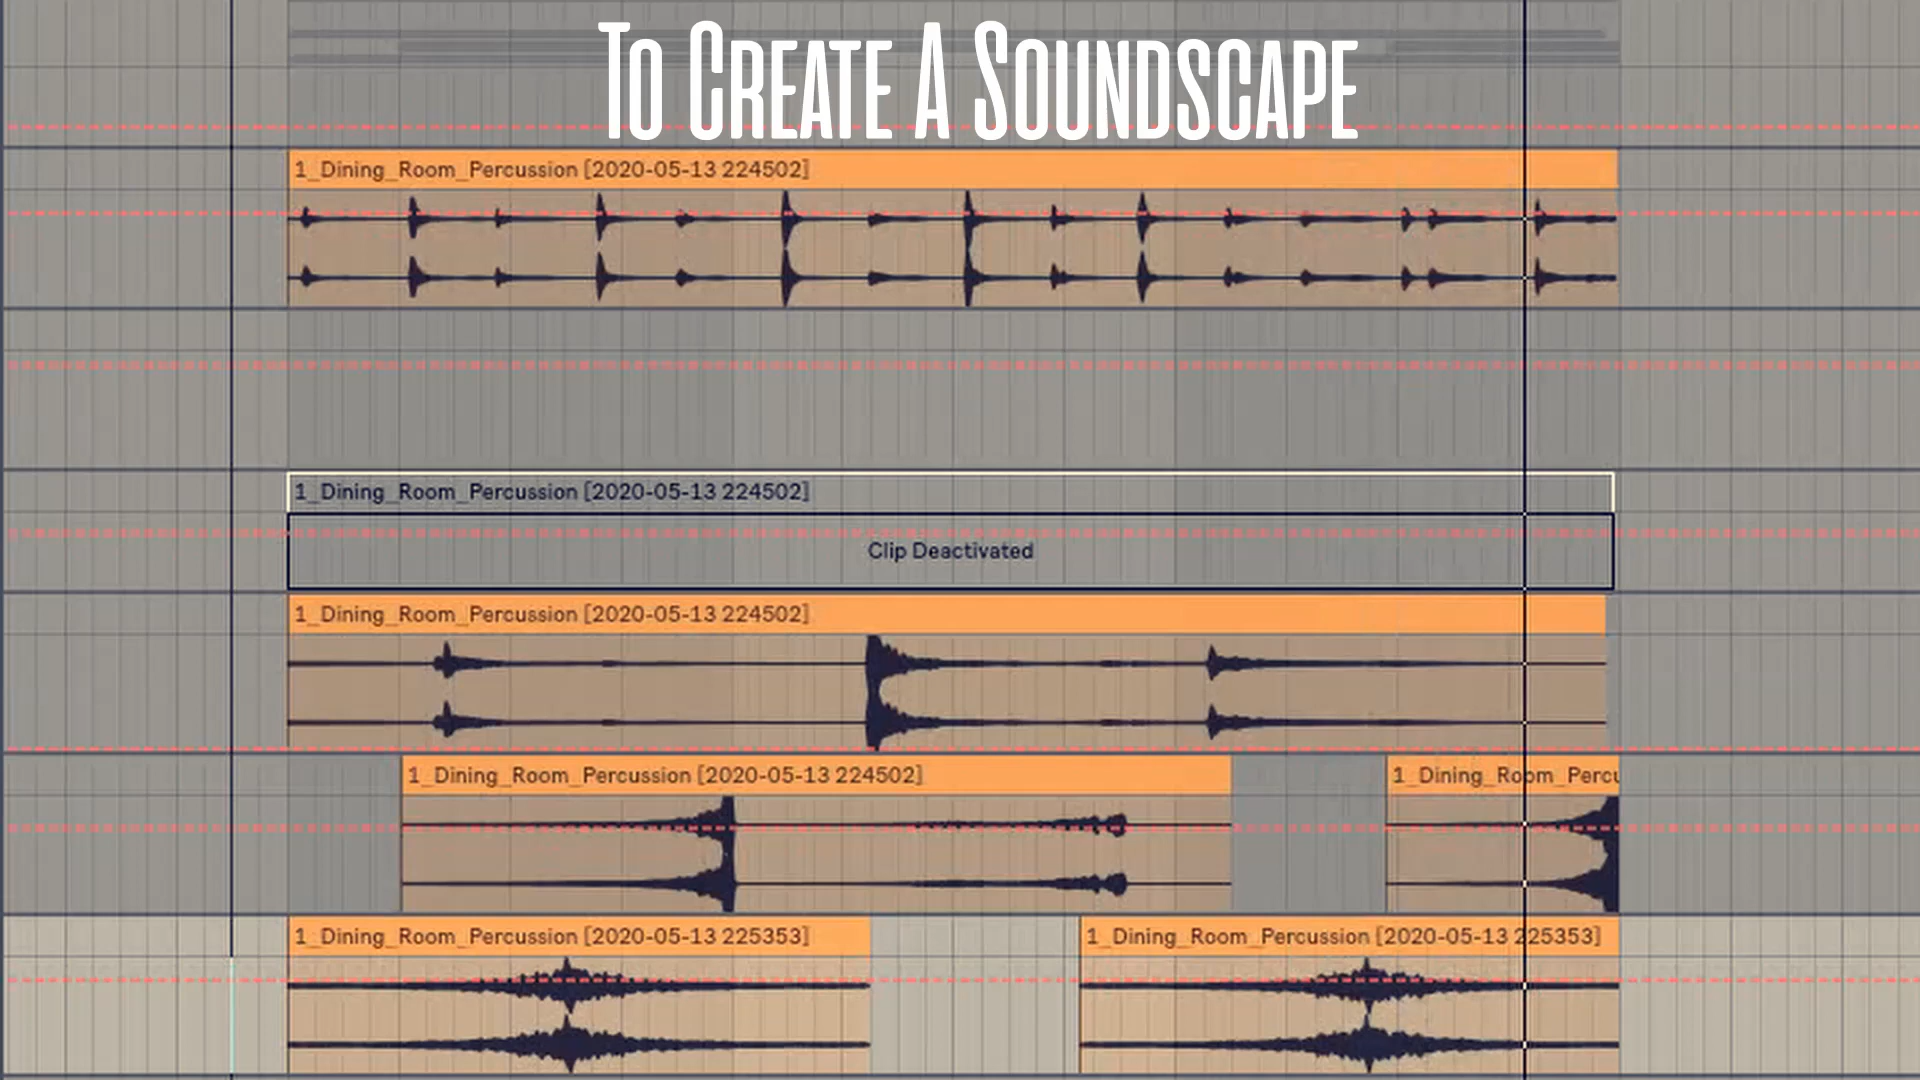 To Create A Soundscape
1_Dining_Room_Percussion [2020-05-13 224502]
1_Dining_Room_Percussion [2020-05-13 224502]
Clip Deactivated
1_Dining_Room_Percussion [2020-05-13 224502]
1_Dining_Room_Percussion [2020-05-13 224502]
1_Dining_Room_Percu
1_Dining_Room_Percussion [2020-05-13 225353]
1_Dining_Room_Percussion [2020-05-13 225353]